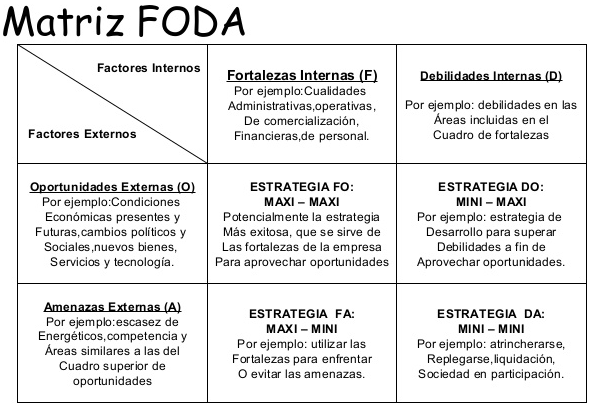 Matriz FODA
Factores Internos
Factores Externos
Fortalezas Internas (F)
Por ejemplo:Cualidades
Administrativas,operativas,
De comercialización,
Financieras,de personal.
Debilidades Internas (D)
Por ejemplo: debilidades en las
Áreas incluidas en el
Cuadro de fortalezas
Oportunidades Externas (O)
Por ejemplo:Condiciones
Económicas presentes y
Futuras,cambios políticos y
Sociales,nuevos bienes,
Servicios y tecnología.
ESTRATEGIA FO:
MAXI – MAXI
Potencialmente la estrategia
Más exitosa, que se sirve de
Las fortalezas de la empresa
Para aprovechar oportunidades
ESTRATEGIA DO:
MINI – MAXI
Por ejemplo: estrategia de
Desarrollo para superar
Debilidades a fin de
Aprovechar oportunidades.
Amenazas Externas (A)
Por ejemplo:escasez de
Energéticos,competencia y
Áreas similares a las del
Cuadro superior de
oportunidades
ESTRATEGIA FA:
MAXI – MINI
Por ejemplo: utilizar las
Fortalezas para enfrentar
O evitar las amenazas.
ESTRATEGIA DA:
MINI – MINI
Por ejemplo: atrincherarse,
Replegarse,liquidación,
Sociedad en participación.